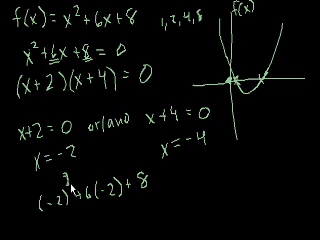 f(x) = x² + 6x + 8
1, 2, 4, 8
f(x)
x² + 6x + 8 = 0
(x+2)(x+4) = 0
x+2 = 0 or/and x+4 = 0
x = -2
x = -4
(-2)² + 6(-2) + 8